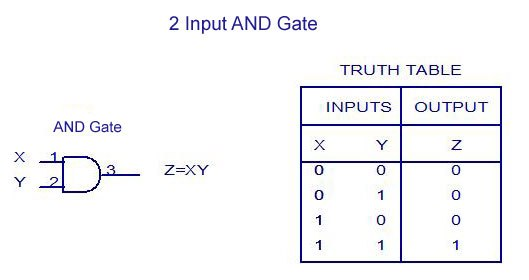 2 Input AND Gate
AND Gate
X 1
Y 2
3
Z=XY
TRUTH TABLE
INPUTS OUTPUT
X Y Z
0 0 0
0 1 0
1 0 0
1 1 1